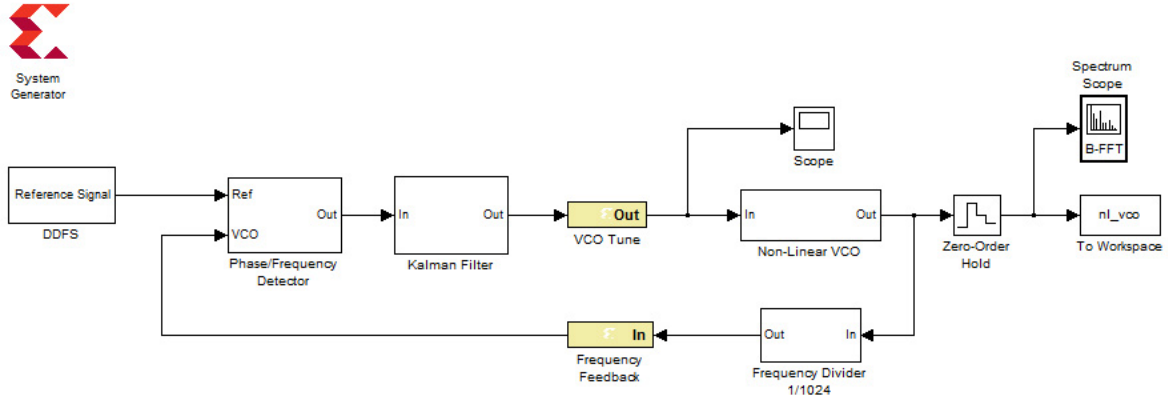 System
Generator
Reference Signal
DDFS
Ref
VCO
Out
Phase/Frequency
Detector
In
Out
Kalman Filter
Out
VCO Tune
Scope
In
Out
Non-Linear VCO
Zero-Order
Hold
Spectrum
Scope
B-FFT
nl_vco
To Workspace
In
Frequency
Feedback
Out
In
Frequency Divider
1/1024